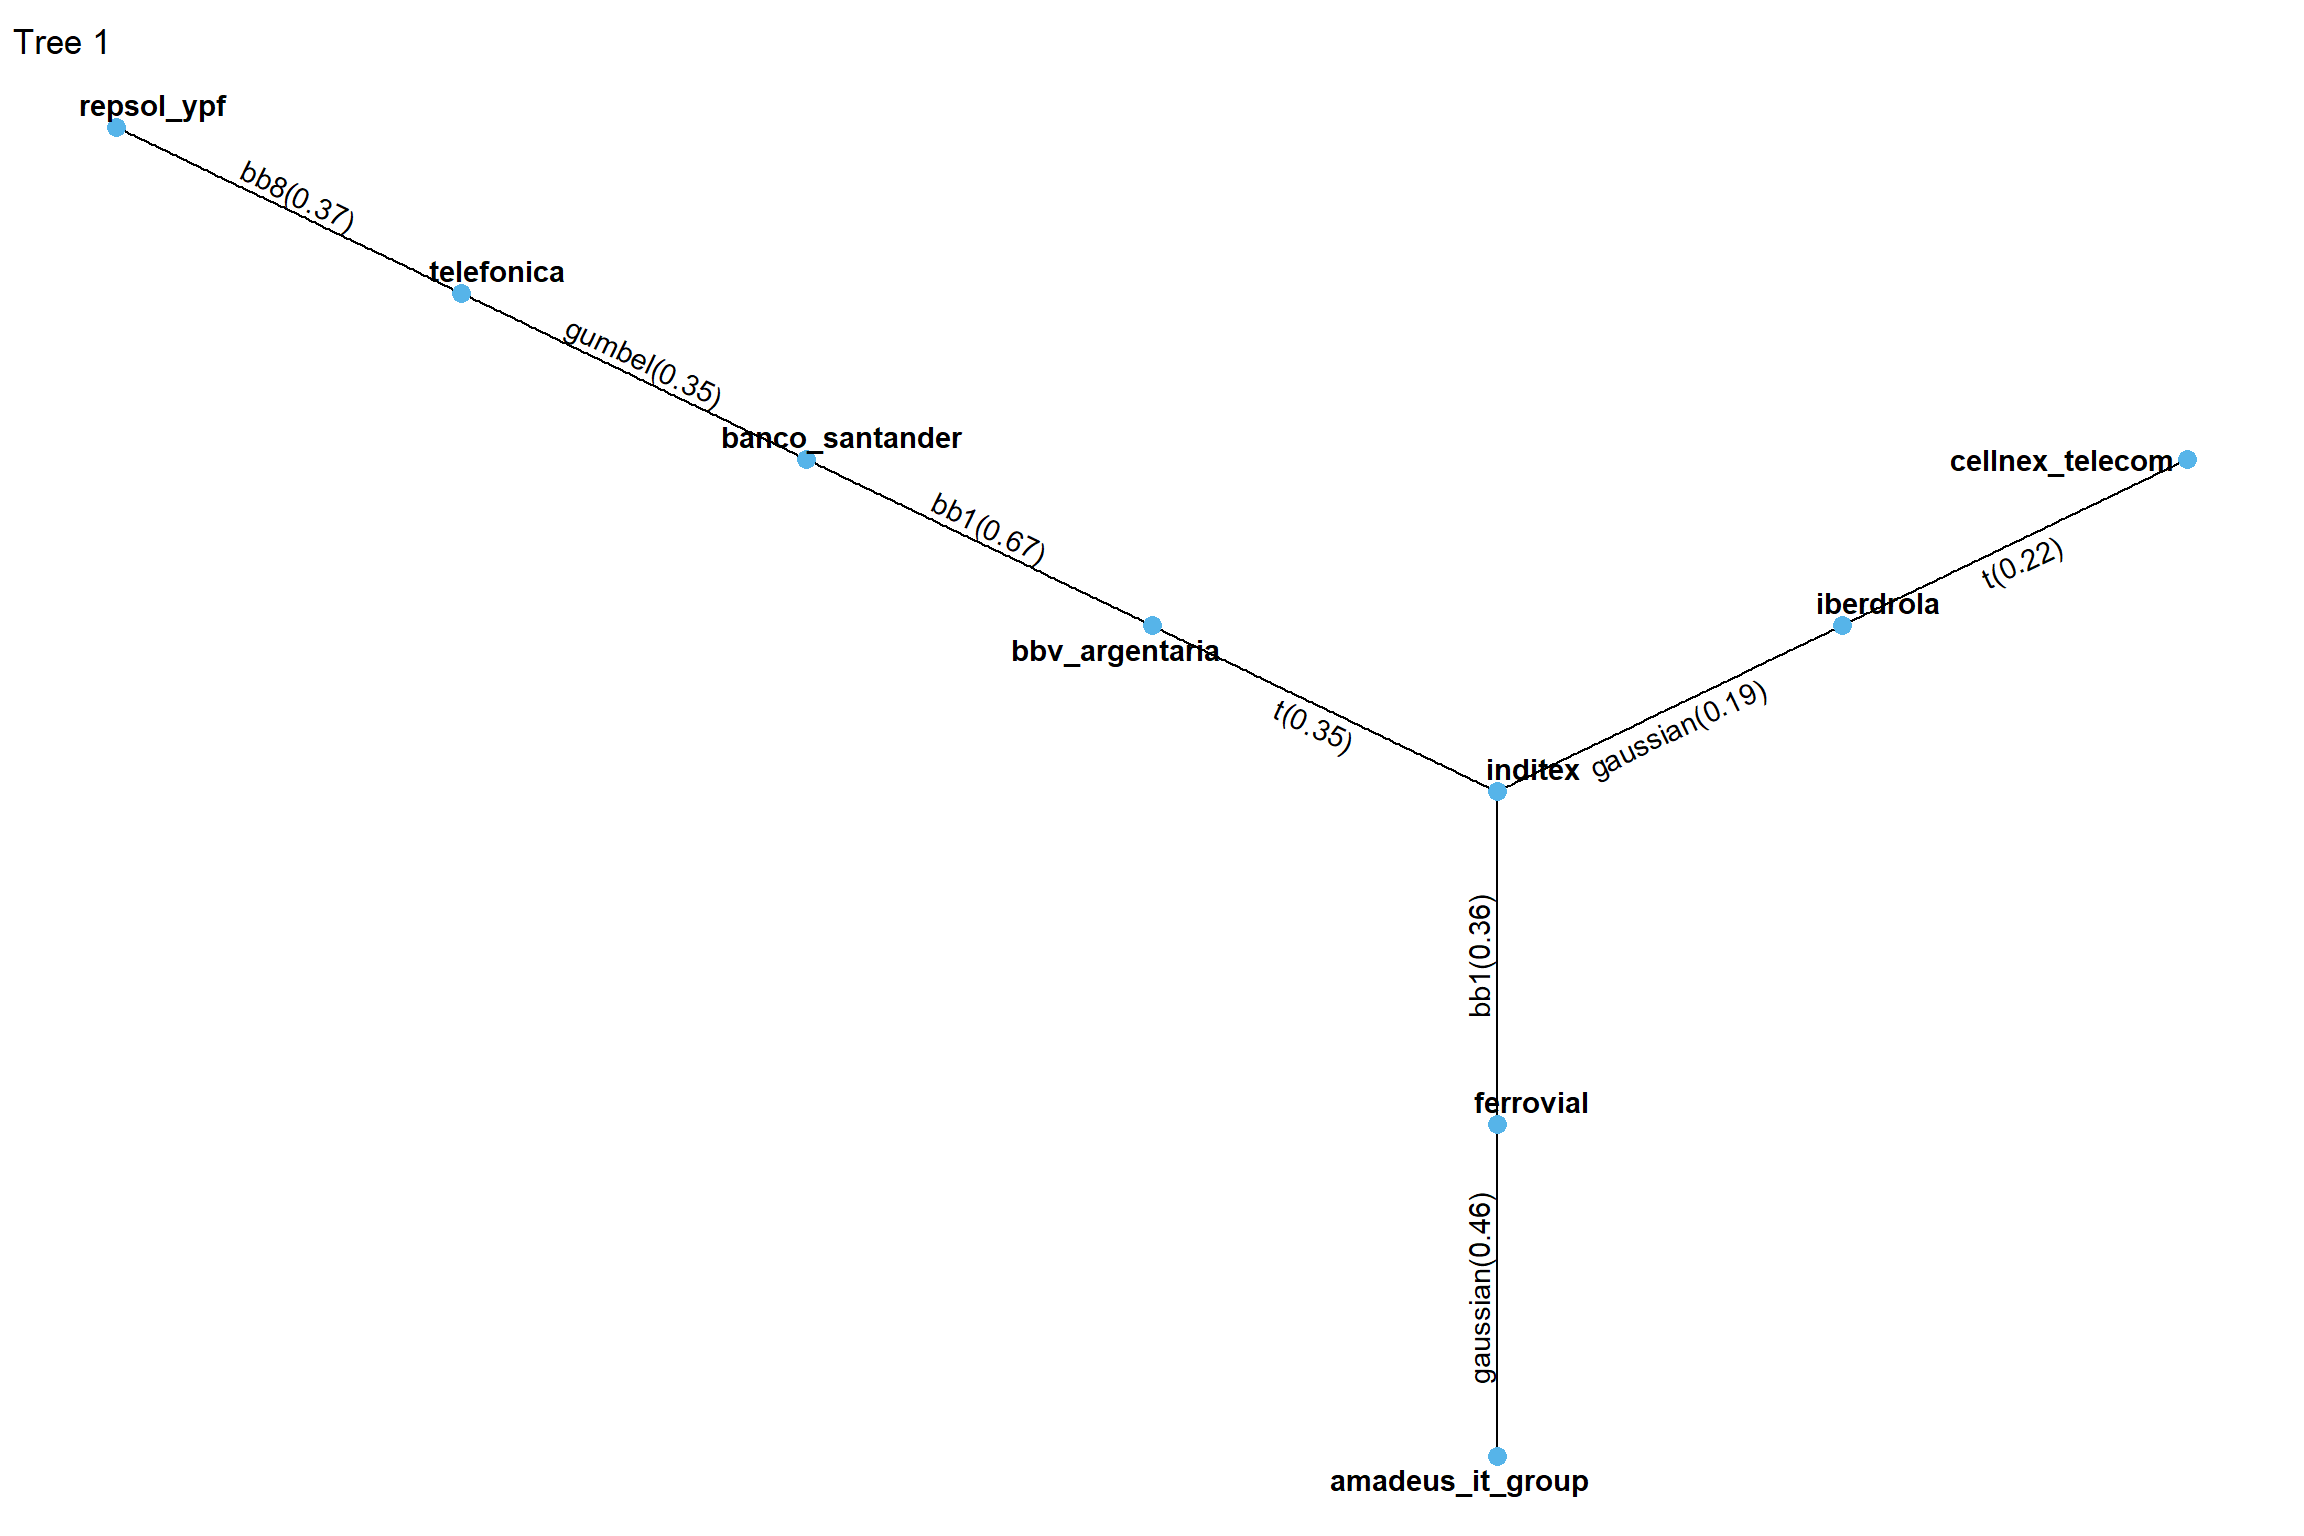 Tree 1
repsol_ypf
bb8(0.37)
telefonica
gumbel(0.35)
banco_santander
cellnex_telecom
bb1(0.67)
t(0.22)
iberdrola
bbv_argentaria
t(0.35)
gaussian(0.19)
inditex
bb1(0.36)
ferrovial
gaussian(0.46)
amadeus_it_group